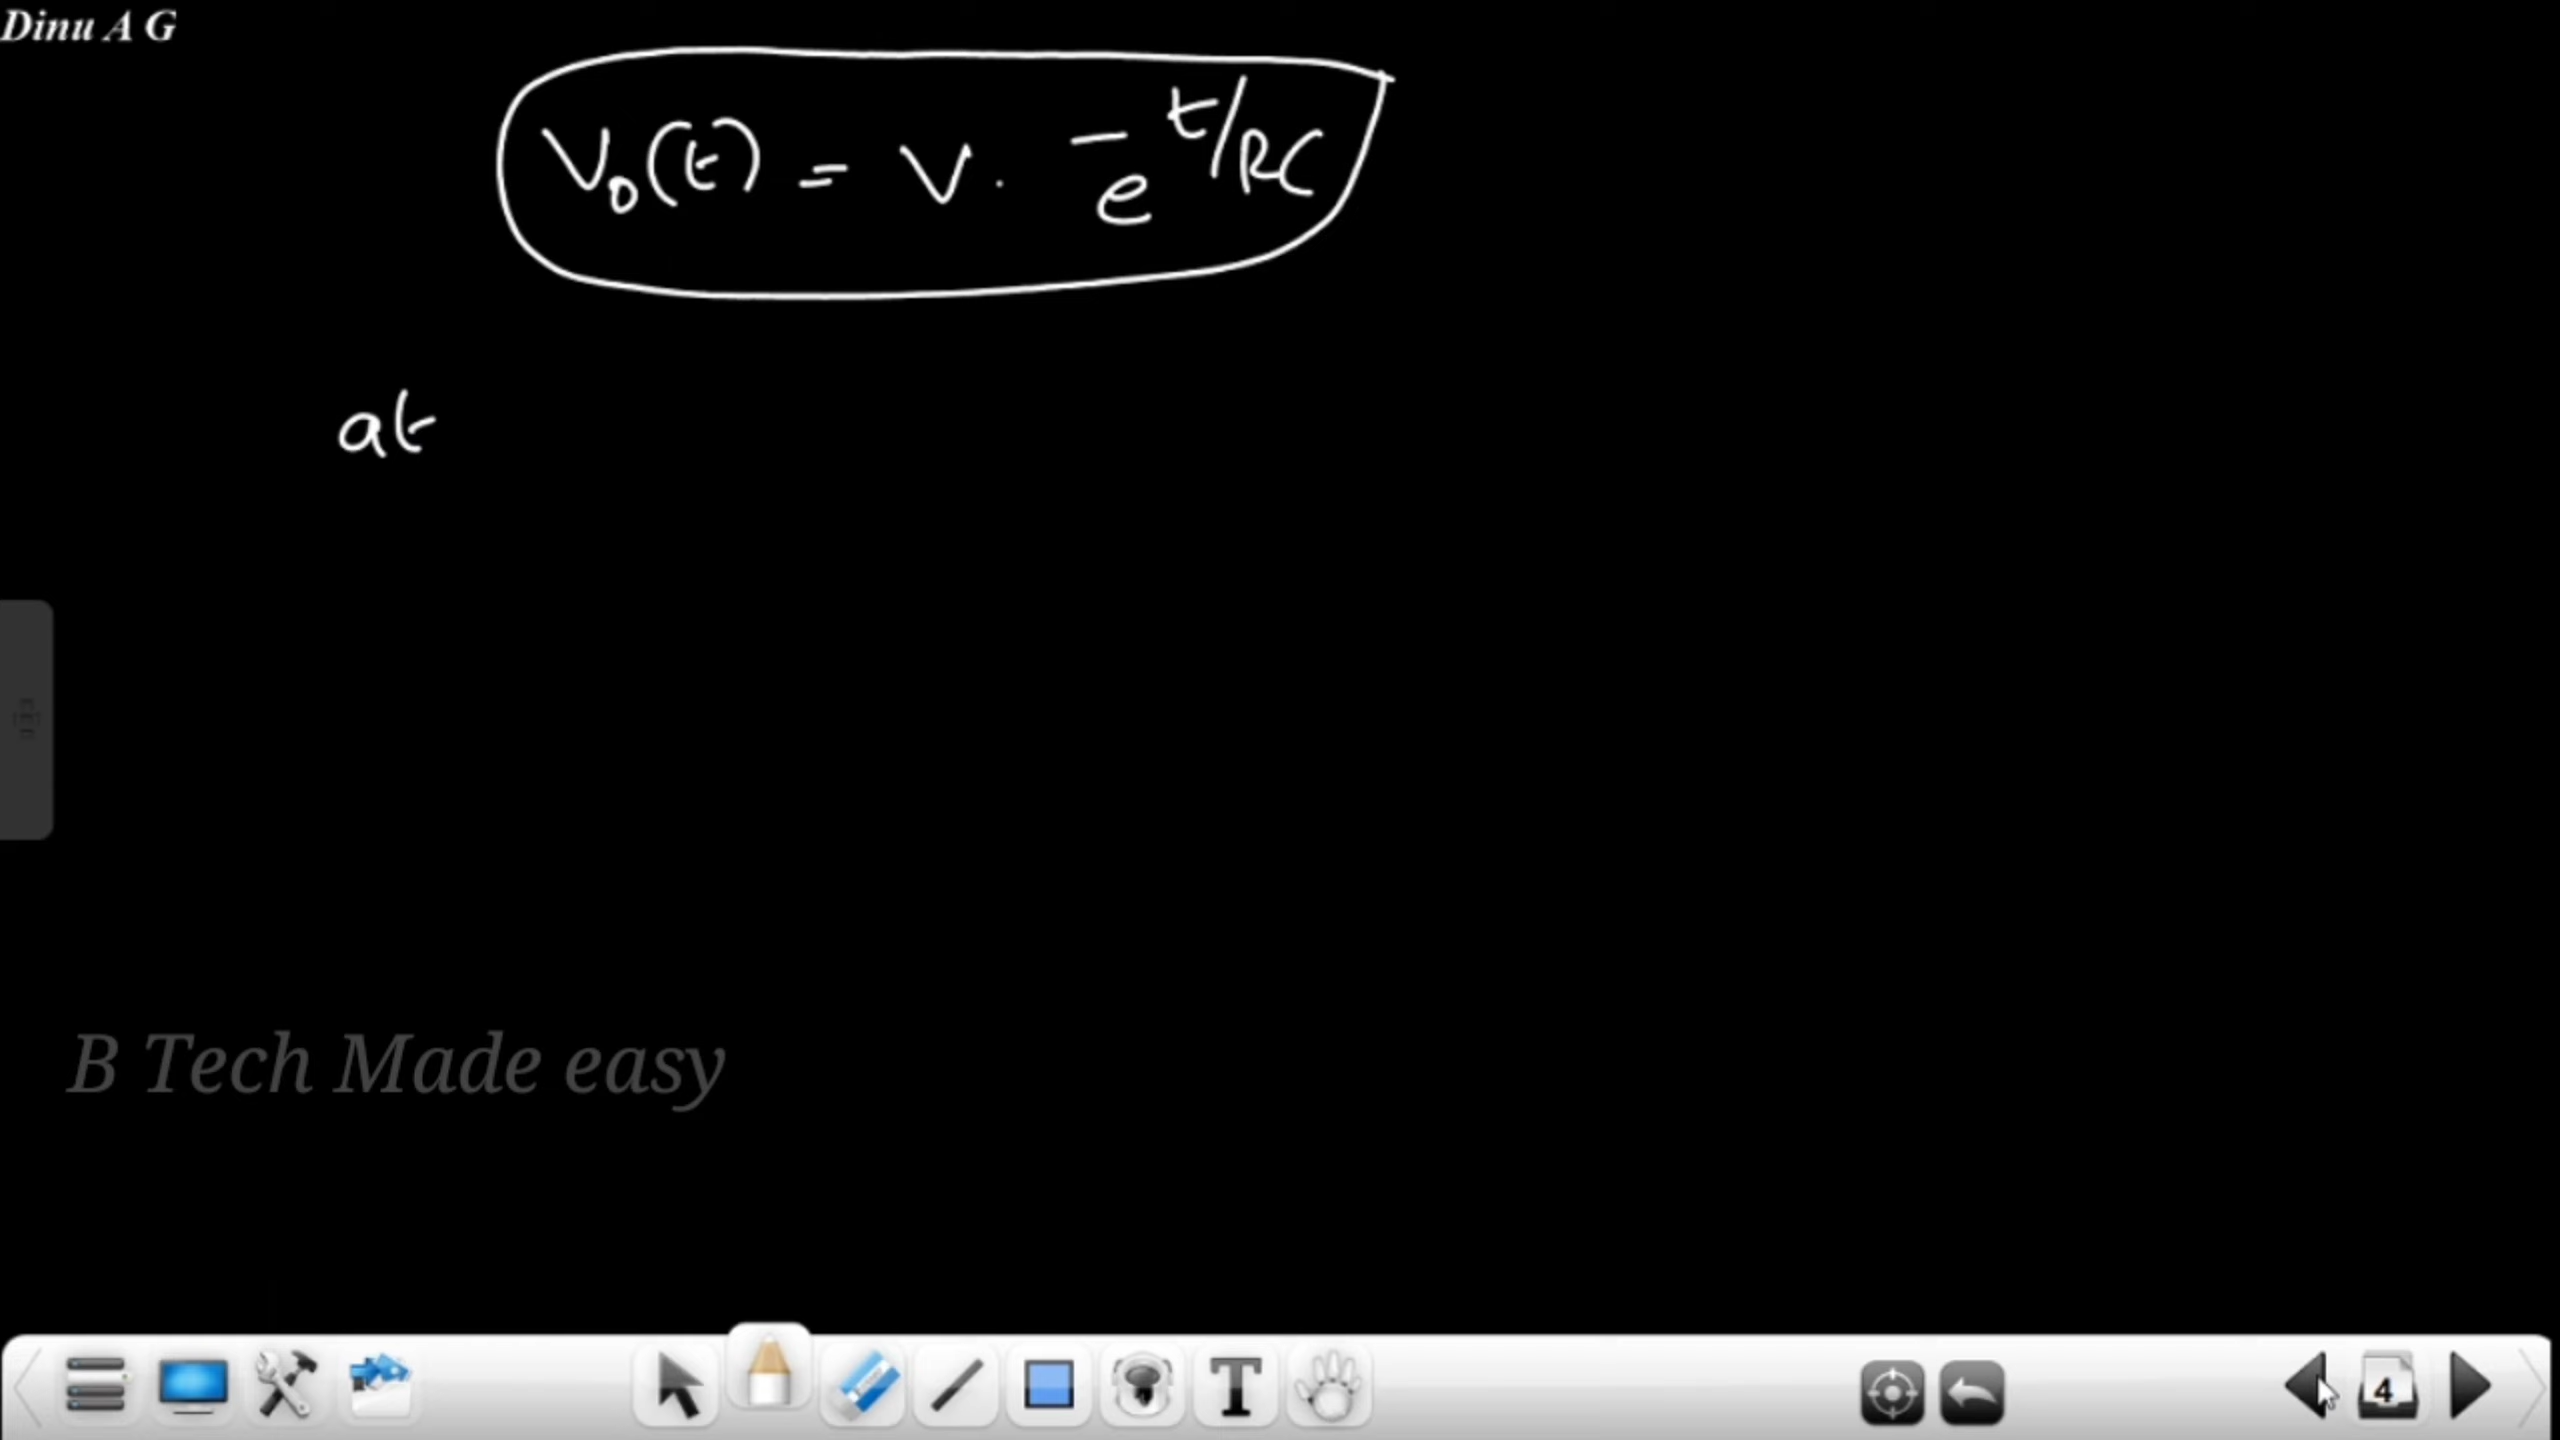 Dinu A G
V₀(t) = V. e^-t/RC
at
B Tech Made easy
4